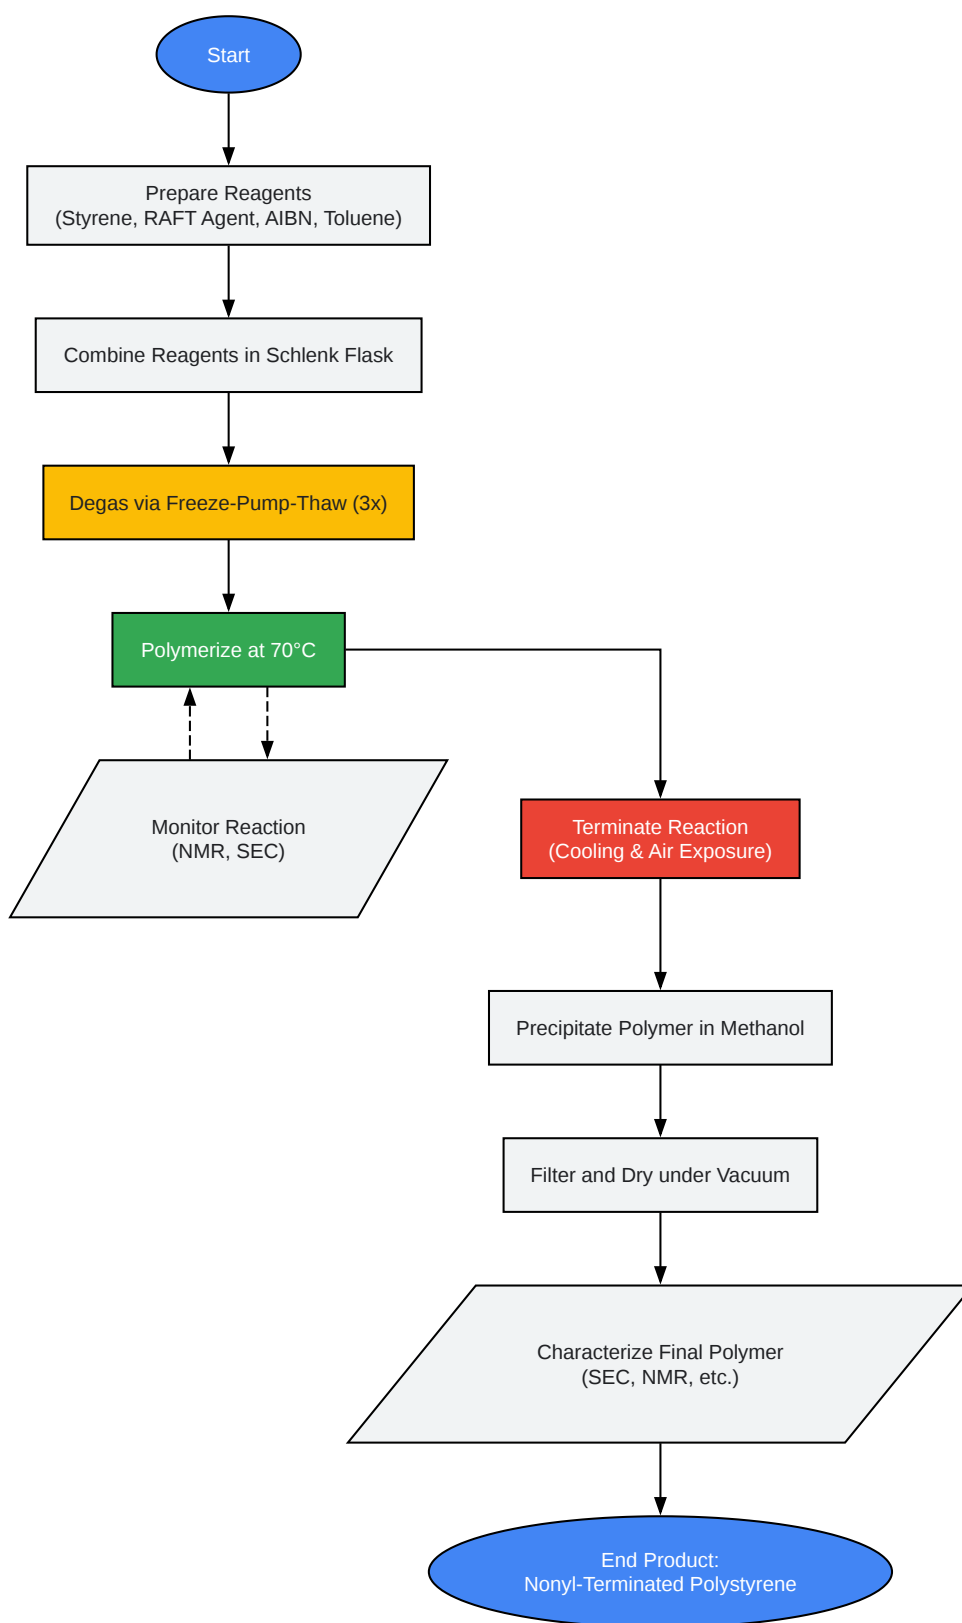 Start
Prepare Reagents
(Styrene, RAFT Agent, AIBN, Toluene)
Combine Reagents in Schlenk Flask
Degas via Freeze-Pump-Thaw (3x)
Polymerize at 70°C
Monitor Reaction
(NMR, SEC)
Terminate Reaction
(Cooling & Air Exposure)
Precipitate Polymer in Methanol
Filter and Dry under Vacuum
Characterize Final Polymer
(SEC, NMR, etc.)
End Product:
Nonyl-Terminated Polystyrene